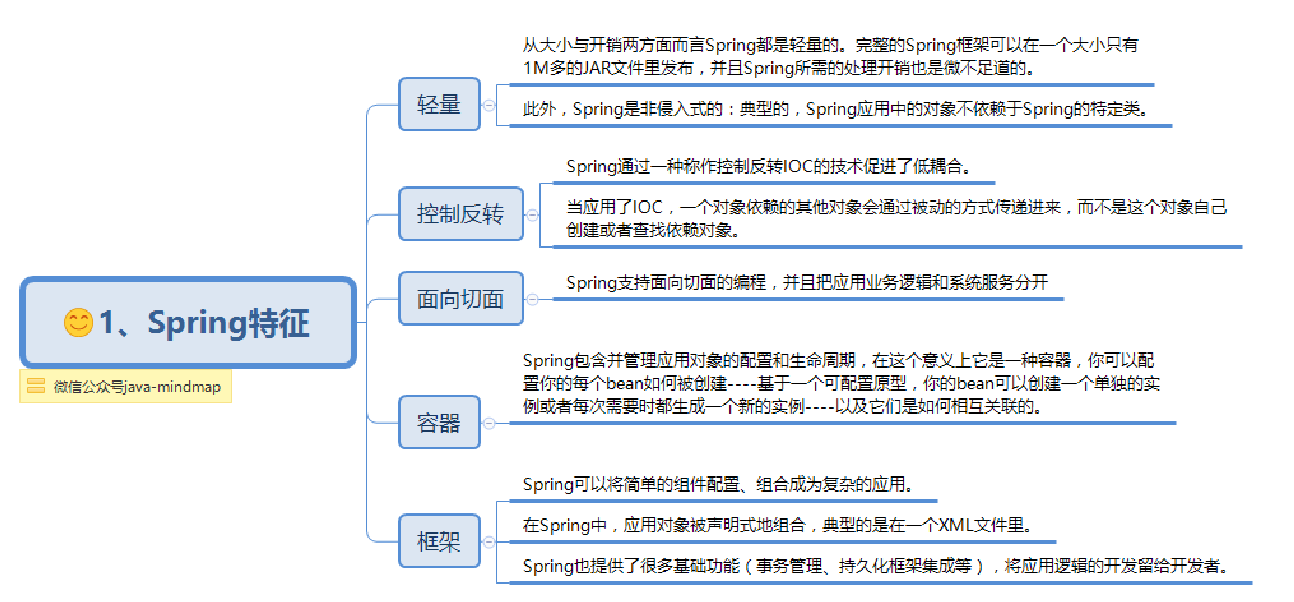 1、Spring特征
微信公众号java-mindmap
轻量
从大小与开销两方面而言Spring都是轻量的。完整的Spring框架可以在一个大小只有
1M多的JAR文件里发布，并且Spring所需的处理开销也是微不足道的。
此外，Spring是非侵入式的：典型的，Spring应用中的对象不依赖于Spring的特定类。
控制反转
Spring通过一种称作控制反转IOC的技术促进了低耦合。
当应用了IOC，一个对象依赖的其他对象会通过被动的方式传递进来，而不是这个对象自己
创建或者查找依赖对象。
面向切面
Spring支持面向切面的编程，并且把应用业务逻辑和系统服务分开
容器
Spring包含并管理应用对象的配置和生命周期，在这个意义上它是一种容器，你可以配
置你的每个bean如何被创建----基于一个可配置原型，你的bean可以创建一个单独的实
例或者每次需要时都生成一个新的实例----以及它们是如何相互关联的。
框架
Spring可以将简单的组件配置、组合成为复杂的应用。
在Spring中，应用对象被声明式地组合，典型的是在一个XML文件里。
Spring也提供了很多基础功能（事务管理、持久化框架集成等），将应用逻辑的开发留给开发者。